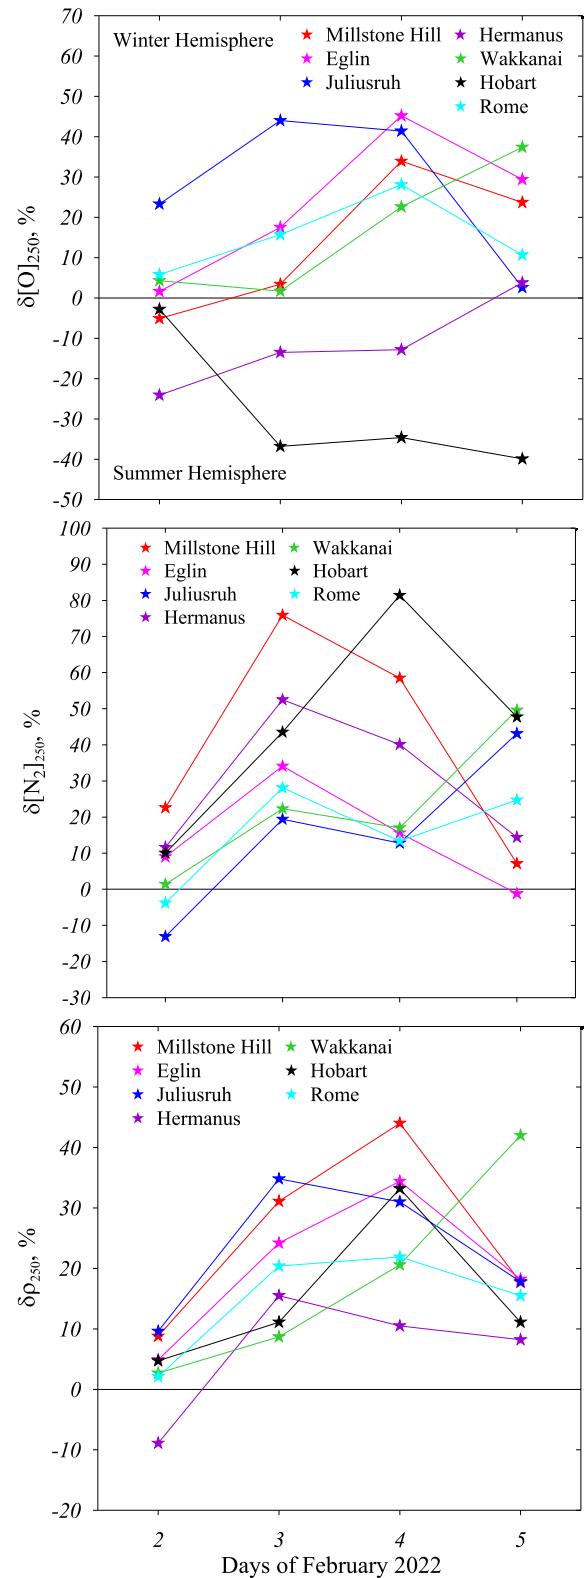 70
60
50
40
30
20
10
0
-10
-20
-30
-40
-50
δ[O]250, %
Winter Hemisphere
Millstone Hill
Eglin
Juliusruh
Hermanus
Wakkanai
Hobart
Rome
Summer Hemisphere
100
90
80
70
60
50
40
30
20
10
0
-10
-20
-30
δ[N2]250, %
Millstone Hill
Eglin
Juliusruh
Hermanus
Wakkanai
Hobart
Rome
60
50
40
30
20
10
0
-10
-20
δρ250, %
Millstone Hill
Eglin
Juliusruh
Hermanus
Wakkanai
Hobart
Rome
2 3 4 5
Days of February 2022